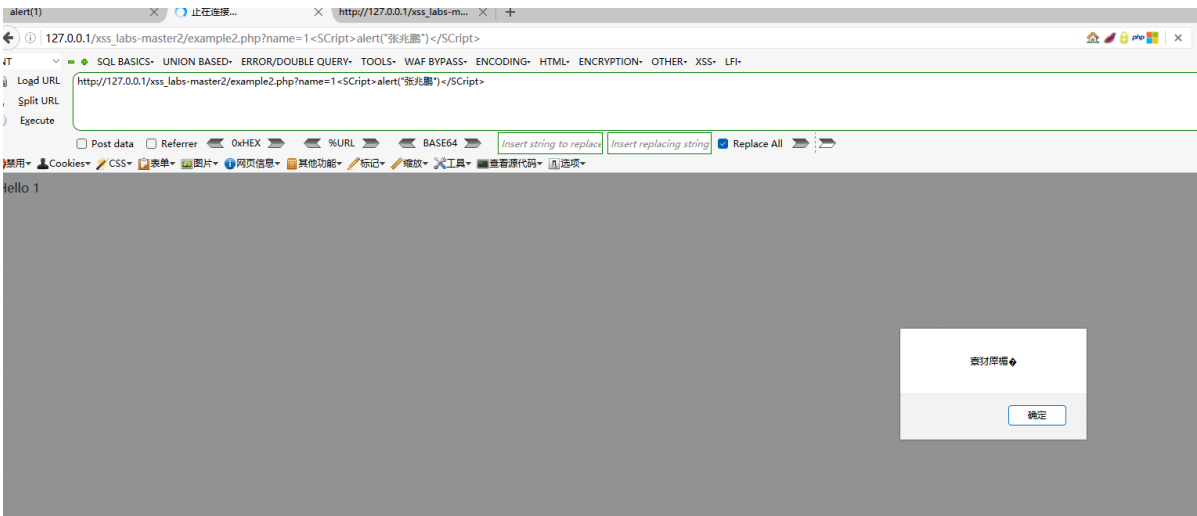 alert(1) 正在连接... http://127.0.0.1/xss_labs-m...
127.0.0.1/xss_labs-master2/example2.php?name=1<SCript>alert("张兆鹏")</SCript> php
NT SQL BASICS UNION BASED ERROR/DOUBLE QUERY TOOLS WAF BYPASS ENCODING HTML ENCRYPTION OTHER XSS LFI
Load URL http://127.0.0.1/xss_labs-master2/example2.php?name=1<SCript>alert("张兆鹏")</SCript>
Split URL
Execute
Post data Referrer 0xHEX %URL BASE64 Insert string to replace Insert replacing string Replace All
禁用 Cookies CSS 表单 图片 网页信息 其他功能 标记 缩放 工具 查看源代码 选项
Hello 1
确定